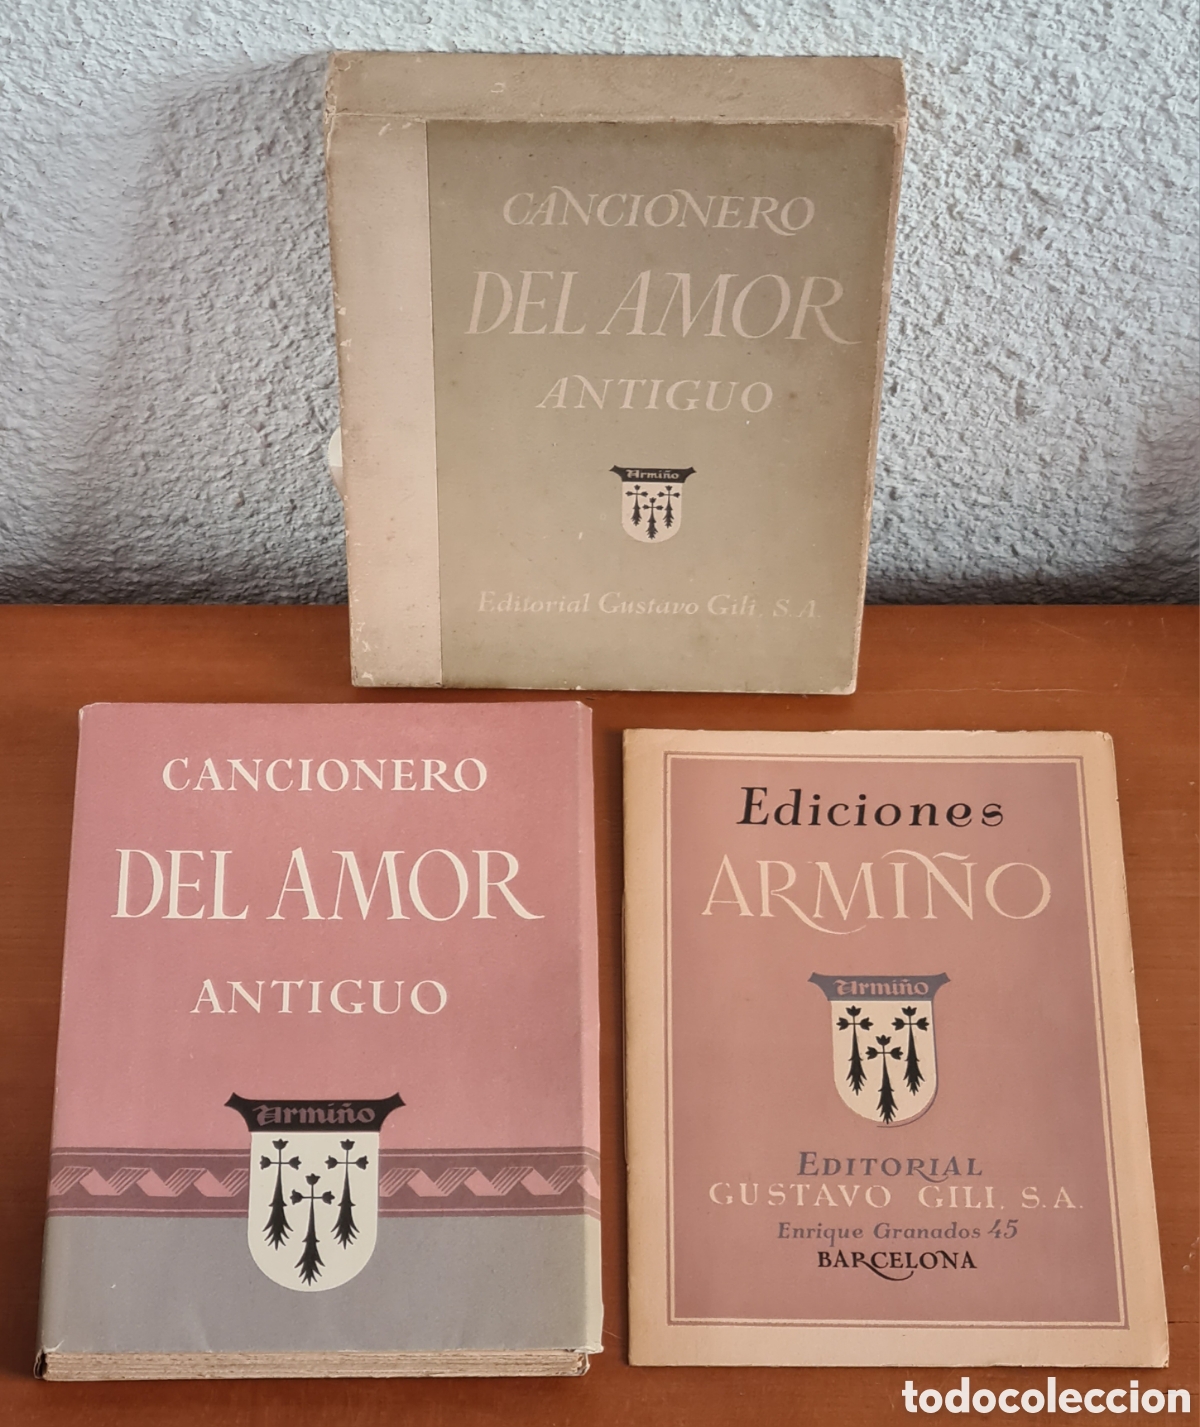 CANCIONERO
DEL AMOR
ANTIGUO
Armiño
Editorial Gustavo Gili, S.A.
CANCIONERO
DEL AMOR
ANTIGUO
Armiño
Ediciones
ARMIÑO
Armiño
EDITORIAL
GUSTAVO GILI, S.A.
Enrique Granados 45
BARCELONA
todocoleccion